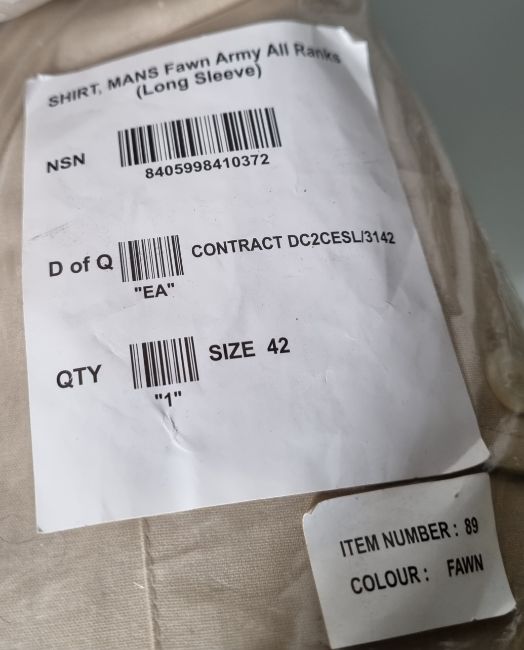 SHIRT, MANS Fawn Army All Ranks
(Long Sleeve)
NSN
8405998410372
D of Q CONTRACT DC2CESL/3142
"EA"
QTY SIZE 42
"1"
ITEM NUMBER : 89
COLOUR : FAWN